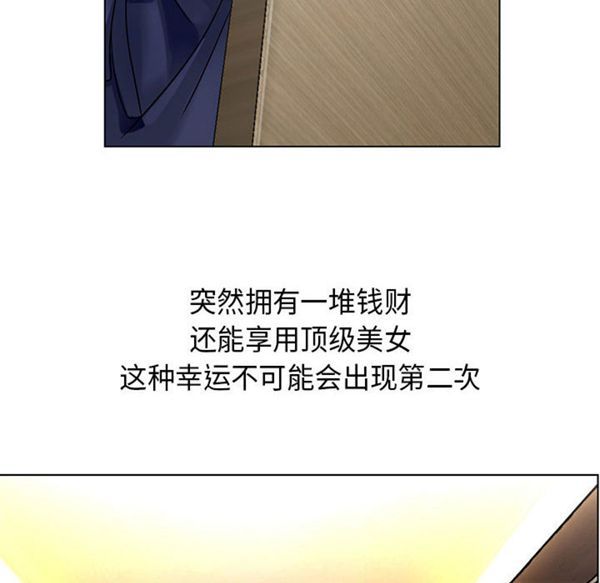 突然拥有一堆钱财
还能享用顶级美女
这种幸运不可能会出现第二次